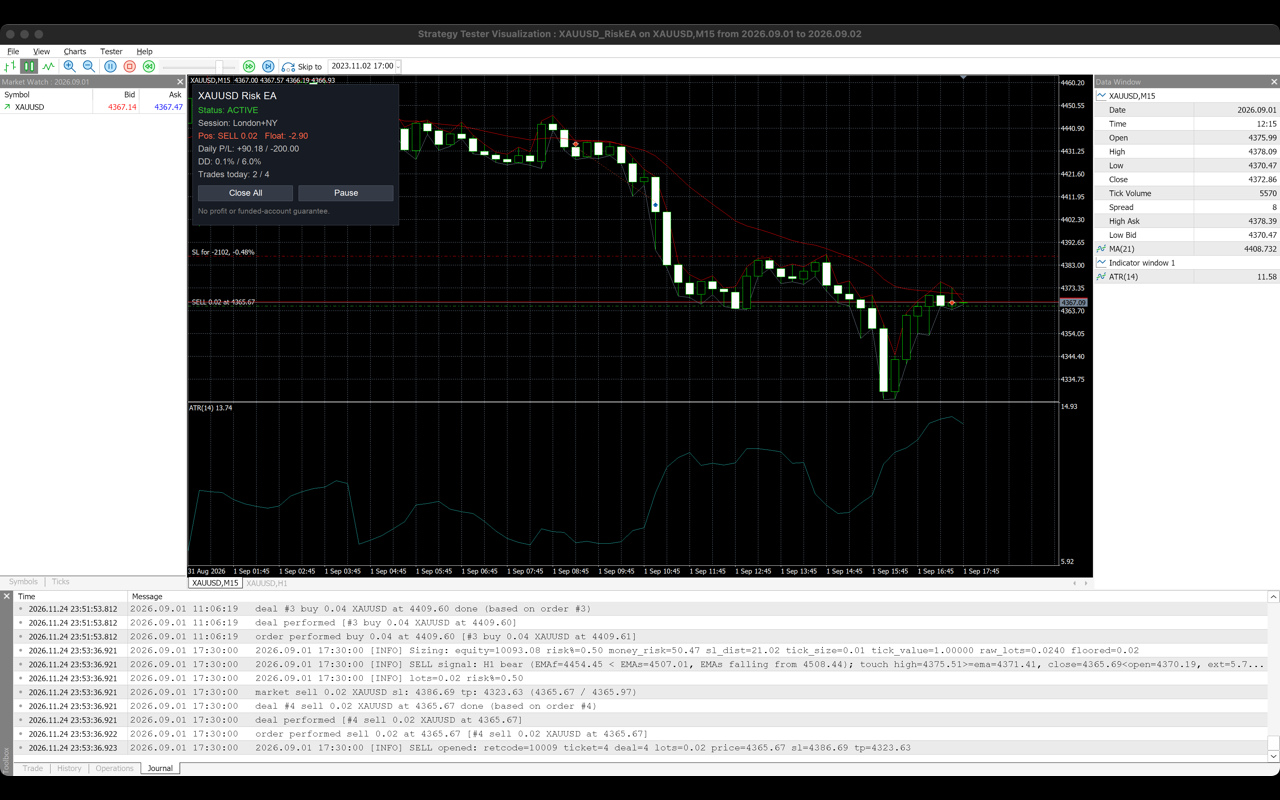 Strategy Tester Visualization : XAUUSD_RiskEA on XAUUSD,M15 from 2026.09.01 to 2026.09.02
File View Charts Tester Help
Skip to 2023.11.02 17:00
Market Watch : 2026.09.01
Symbol Bid Ask
XAUUSD 4367.14 4367.47
Symbols Ticks
XAUUSD,M15 4367.00 4367.57 4366.19 4366.93
XAUUSD Risk EA
Status: ACTIVE
Session: London+NY
Pos: SELL 0.02 Float: -2.90
Daily P/L: +90.18 / -200.00
DD: 0.1% / 6.0%
Trades today: 2 / 4
Close All Pause
No profit or funded-account guarantee.
SL for -2102, -0.48%
SELL 0.02 at 4365.67
4460.20
4450.55
4440.90
4431.25
4421.60
4411.95
4402.30
4392.65
4383.00
4373.35
4367.09
4363.70
4354.05
4344.40
4334.75
ATR(14) 13.74
14.93
5.92
31 Aug 2026 1 Sep 01:45 1 Sep 02:45 1 Sep 03:45 1 Sep 04:45 1 Sep 05:45 1 Sep 06:45 1 Sep 07:45 1 Sep 08:45 1 Sep 09:45 1 Sep 10:45 1 Sep 11:45 1 Sep 12:45 1 Sep 13:45 1 Sep 14:45 1 Sep 15:45 1 Sep 16:45 1 Sep 17:45
XAUUSD,M15 XAUUSD,H1
Data Window
XAUUSD,M15
Date 2026.09.01
Time 12:15
Open 4375.99
High 4378.09
Low 4370.47
Close 4372.86
Tick Volume 5570
Spread 8
High Ask 4378.39
Low Bid 4370.47
MA(21) 4408.732
Indicator window 1
ATR(14) 11.58
Time Message
2026.11.24 23:51:53.812 2026.09.01 11:06:19 deal #3 buy 0.04 XAUUSD at 4409.60 done (based on order #3)
2026.11.24 23:51:53.812 2026.09.01 11:06:19 deal performed [#3 buy 0.04 XAUUSD at 4409.60]
2026.11.24 23:51:53.812 2026.09.01 11:06:19 order performed buy 0.04 at 4409.60 [#3 buy 0.04 XAUUSD at 4409.61]
2026.11.24 23:53:36.921 2026.09.01 17:30:00 2026.09.01 17:30:00 [INFO] Sizing: equity=10093.08 risk%=0.50 money_risk=50.47 sl_dist=21.02 tick_size=0.01 tick_value=1.00000 raw_lots=0.0240 floored=0.02
2026.11.24 23:53:36.921 2026.09.01 17:30:00 2026.09.01 17:30:00 [INFO] SELL signal: H1 bear (EMAf=4454.45 < EMAs=4507.01, EMAs falling from 4508.44); touch high=4375.51>=ema=4371.41, close=4365.69<open=4370.19, ext=5.7...
2026.11.24 23:53:36.921 2026.09.01 17:30:00 2026.09.01 17:30:00 [INFO] lots=0.02 risk%=0.50
2026.11.24 23:53:36.921 2026.09.01 17:30:00 market sell 0.02 XAUUSD sl: 4386.69 tp: 4323.63 (4365.67 / 4365.97)
2026.11.24 23:53:36.921 2026.09.01 17:30:00 deal #4 sell 0.02 XAUUSD at 4365.67 done (based on order #4)
2026.11.24 23:53:36.921 2026.09.01 17:30:00 deal performed [#4 sell 0.02 XAUUSD at 4365.67]
2026.11.24 23:53:36.922 2026.09.01 17:30:00 order performed sell 0.02 at 4365.67 [#4 sell 0.02 XAUUSD at 4365.67]
2026.11.24 23:53:36.923 2026.09.01 17:30:00 2026.09.01 17:30:00 [INFO] SELL opened: retcode=10009 ticket=4 deal=4 lots=0.02 price=4365.67 sl=4386.69 tp=4323.63
Trade History Operations Journal